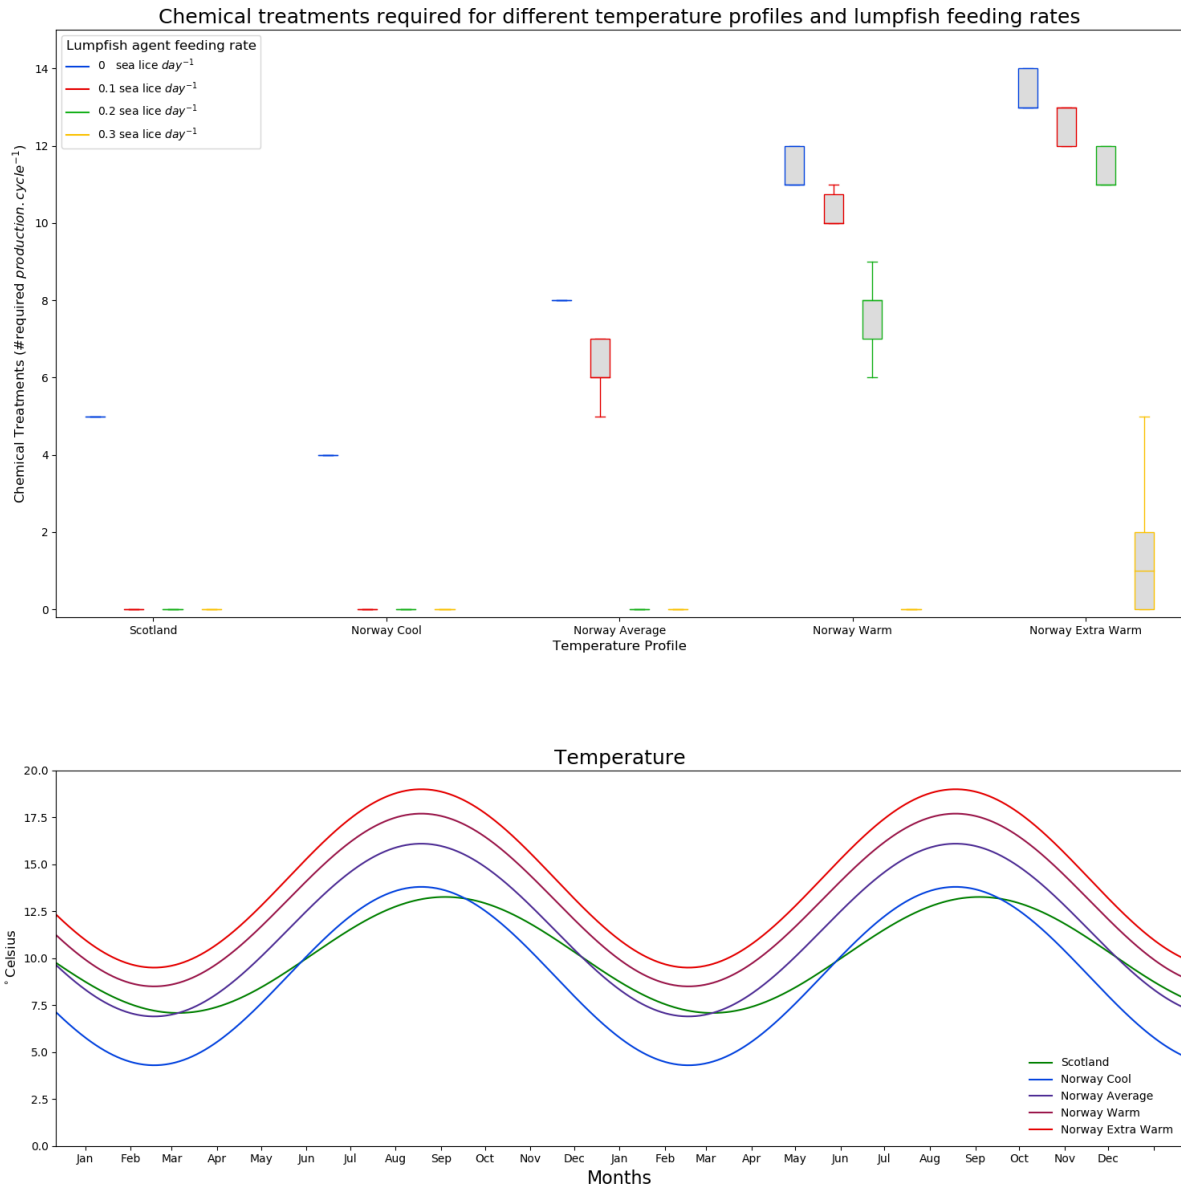 Chemical treatments required for different temperature profiles and lumpfish feeding rates
Lumpfish agent feeding rate
0 sea lice day⁻¹
0.1 sea lice day⁻¹
0.2 sea lice day⁻¹
0.3 sea lice day⁻¹
Chemical Treatments (#required production.cycle⁻¹)
14
12
10
8
6
4
2
0
Scotland Norway Cool Norway Average Norway Warm Norway Extra Warm
Temperature Profile
Temperature
°Celsius
20.0
17.5
15.0
12.5
10.0
7.5
5.0
2.5
0.0
Scotland
Norway Cool
Norway Average
Norway Warm
Norway Extra Warm
Jan Feb Mar Apr May Jun Jul Aug Sep Oct Nov Dec Jan Feb Mar Apr May Jun Jul Aug Sep Oct Nov Dec
Months